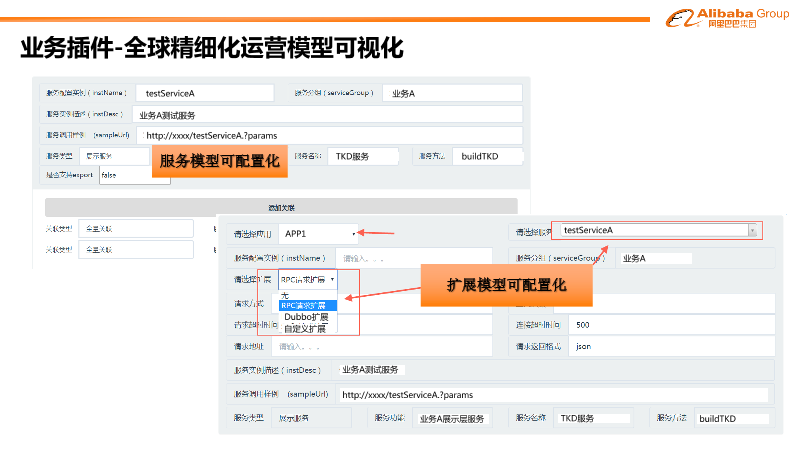 Alibaba Group
阿里巴巴集团
业务插件-全球精细化运营模型可视化
服务配置实例 ( instName ) testServiceA 服务分组 ( serviceGroup ) 业务A
服务实例描述 ( instDesc ) 业务A测试服务
服务调用样例 (sampleUrl) http://xxxx/testServiceA.?params
服务类型 展示服务 服务名称 TKD服务 服务方法 buildTKD
服务模型可配置化
是否支持export false
添加关联
关联类型 全量关联
关联类型 全量关联
请选择应用 APP1 请选择服务 testServiceA
服务配置实例 ( instName ) 请输入。。。 服务分组 ( serviceGroup ) 业务A
请选择扩展 RPC请求扩展
扩展模型可配置化
无
请求方式 RPC请求扩展
Dubbo扩展
请求超时时间 自定义扩展 连接超时时间 500
请求地址 请输入。。。 请求返回格式 json
服务实例描述 ( instDesc ) 业务A测试服务
服务调用样例 (sampleUrl) http://xxxx/testServiceA.?params
服务类型 展示服务 服务功能 业务A展示层服务 服务名称 TKD服务 服务方法 buildTKD